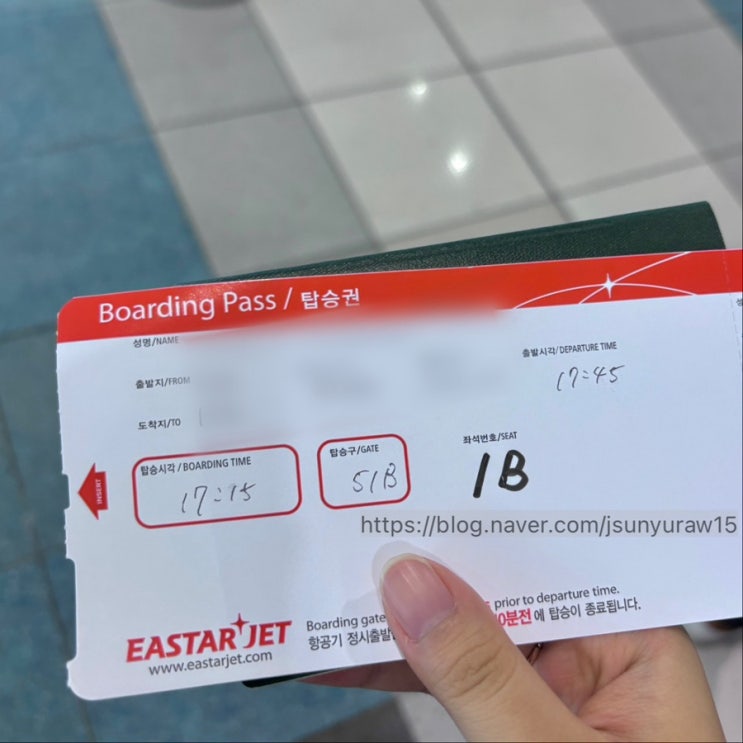 Boarding Pass / 탑승권
성명/NAME
출발지/FROM
출발시각/DEPARTURE TIME
17:45
도착지/TO
탑승시각/BOARDING TIME
17:15
탑승구/GATE
51B
좌석번호/SEAT
1B
INSERT
https://blog.naver.com/jsunyuraw15
EASTAR JET
www.eastarjet.com
Boarding gate prior to departure time.
항공기 정시출발 0분전에 탑승이 종료됩니다.